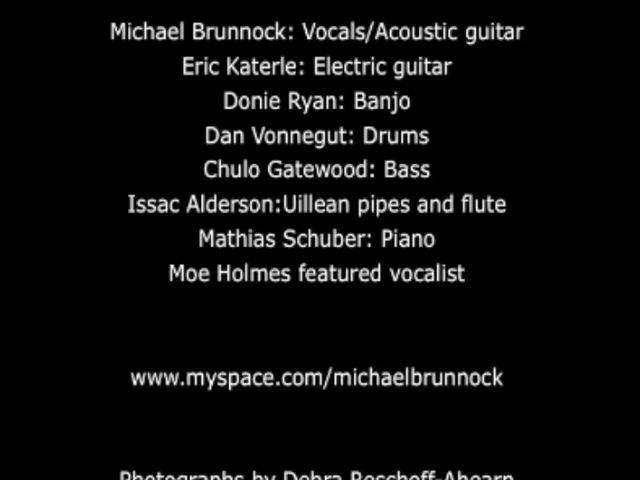 Michael Brunnock: Vocals/Acoustic guitar
Eric Katerle: Electric guitar
Donie Ryan: Banjo
Dan Vonnegut: Drums
Chulo Gatewood: Bass
Issac Alderson:Uillean pipes and flute
Mathias Schuber: Piano
Moe Holmes featured vocalist
www.myspace.com/michaelbrunnock
Photographs by Debra